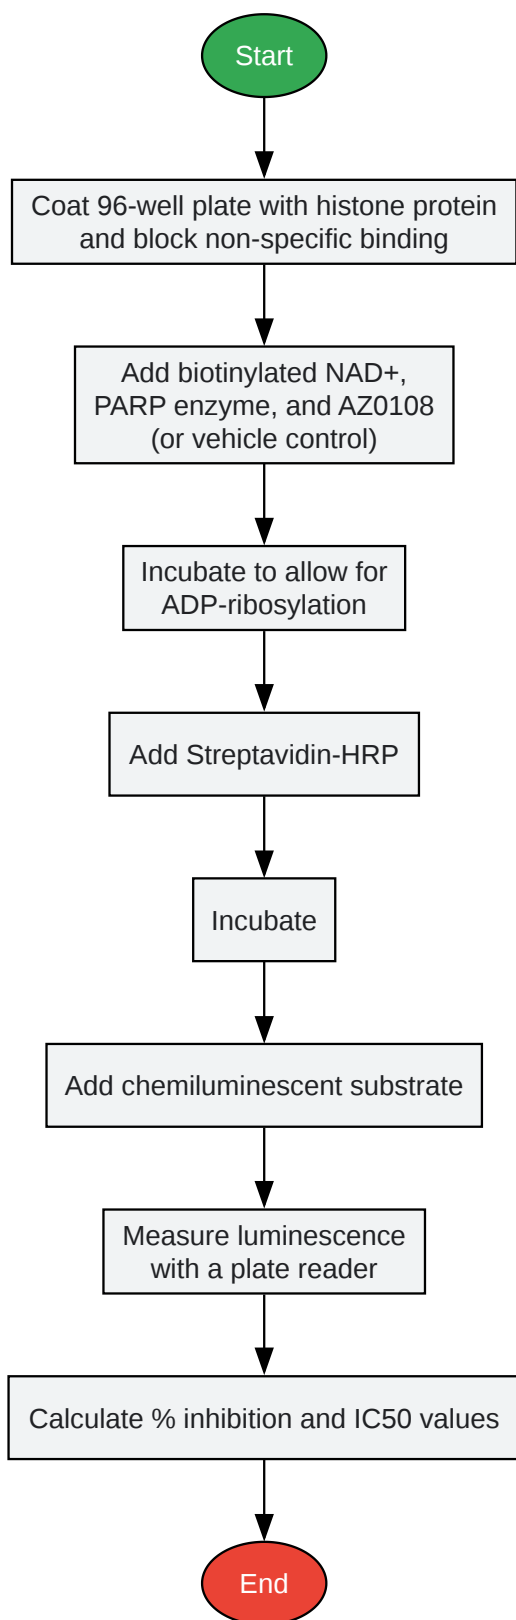 Start
Coat 96-well plate with histone protein
and block non-specific binding
Add biotinylated NAD+,
PARP enzyme, and AZ0108
(or vehicle control)
Incubate to allow for
ADP-ribosylation
Add Streptavidin-HRP
Incubate
Add chemiluminescent substrate
Measure luminescence
with a plate reader
Calculate % inhibition and IC50 values
End